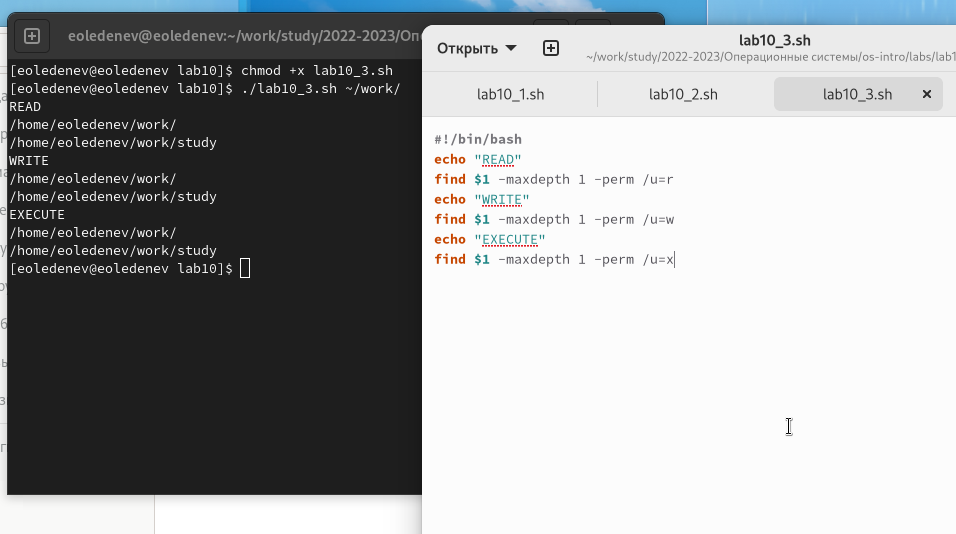 eoledenev@eoledenev:~/work/study/2022-2023/Оп
[eoledenev@eoledenev lab10]$ chmod +x lab10_3.sh
[eoledenev@eoledenev lab10]$ ./lab10_3.sh ~/work/
READ
/home/eoledenev/work/
/home/eoledenev/work/study
WRITE
/home/eoledenev/work/
/home/eoledenev/work/study
EXECUTE
/home/eoledenev/work/
/home/eoledenev/work/study
[eoledenev@eoledenev lab10]$
Открыть
lab10_3.sh
~/work/study/2022-2023/Операционные системы/os-intro/labs/lab1
lab10_1.sh
lab10_2.sh
lab10_3.sh
#!/bin/bash
echo "READ"
find $1 -maxdepth 1 -perm /u=r
echo "WRITE"
find $1 -maxdepth 1 -perm /u=w
echo "EXECUTE"
find $1 -maxdepth 1 -perm /u=x